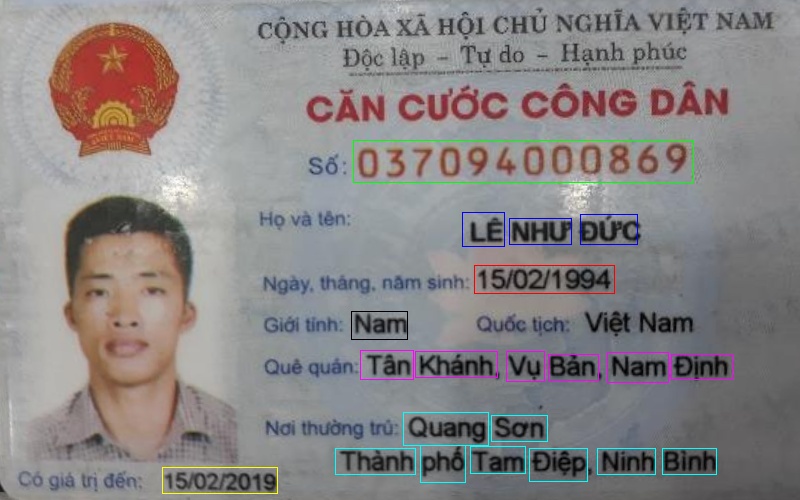 CỘNG HÒA XÃ HỘI CHỦ NGHĨA VIỆT NAM
Độc lập – Tự do – Hạnh phúc
CĂN CƯỚC CÔNG DÂN
Số: 037094000869
Họ và tên:
LÊ NHƯ ĐỨC
Ngày, tháng, năm sinh: 15/02/1994
Giới tính: Nam Quốc tịch: Việt Nam
Quê quán: Tân Khánh, Vụ Bản, Nam Định
Nơi thường trú: Quang Sơn
Thành phố Tam Điệp, Ninh Bình
Có giá trị đến: 15/02/2019